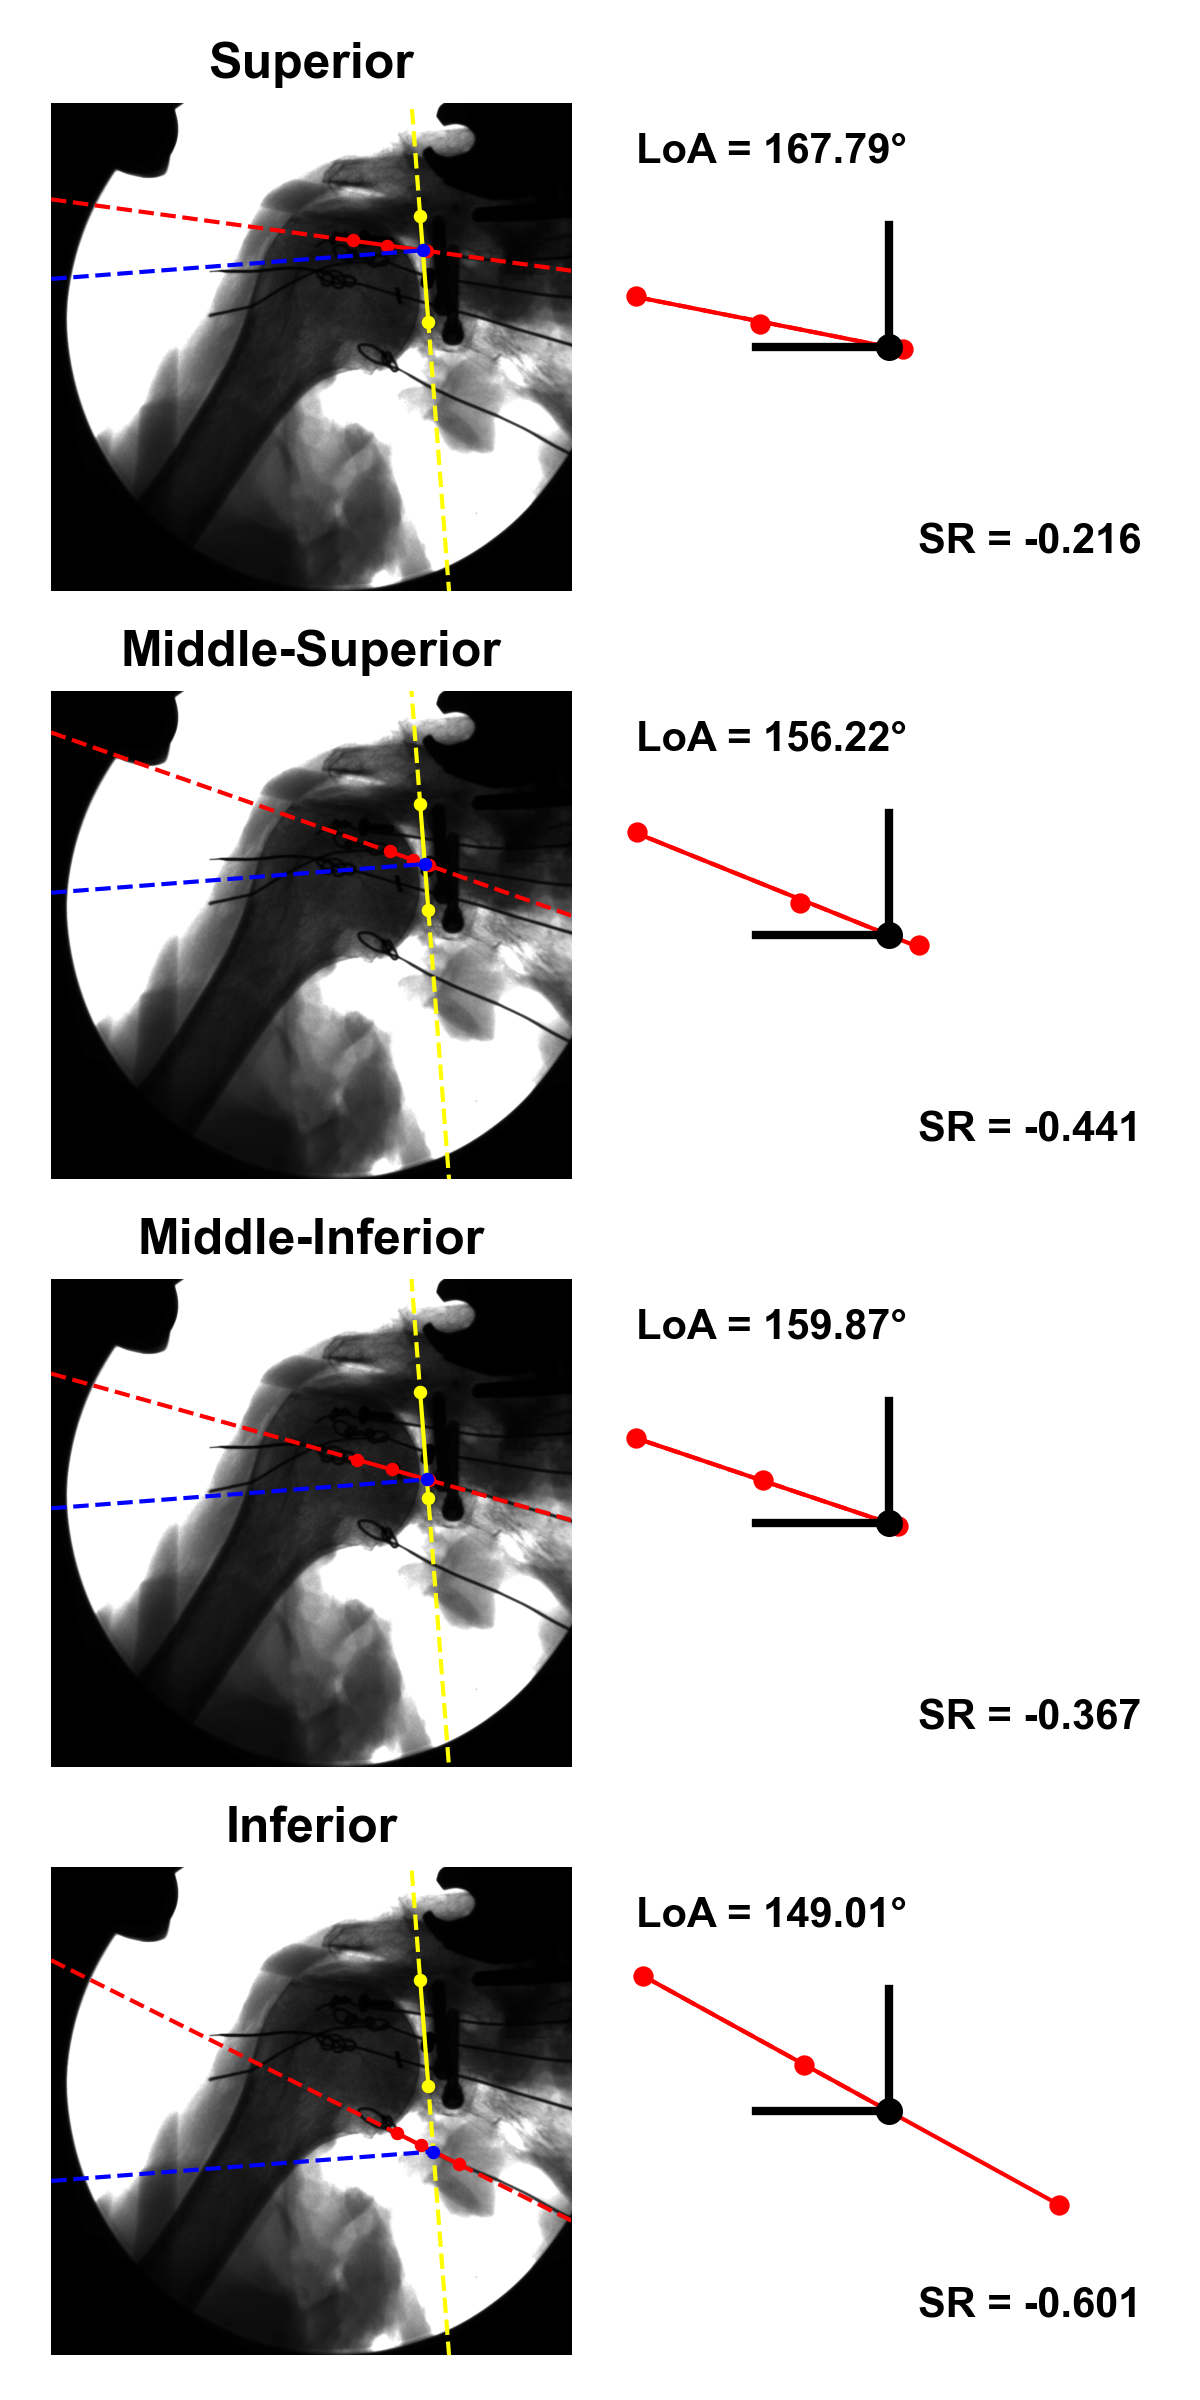 Superior
LoA = 167.79°
SR = -0.216
Middle-Superior
LoA = 156.22°
SR = -0.441
Middle-Inferior
LoA = 159.87°
SR = -0.367
Inferior
LoA = 149.01°
SR = -0.601